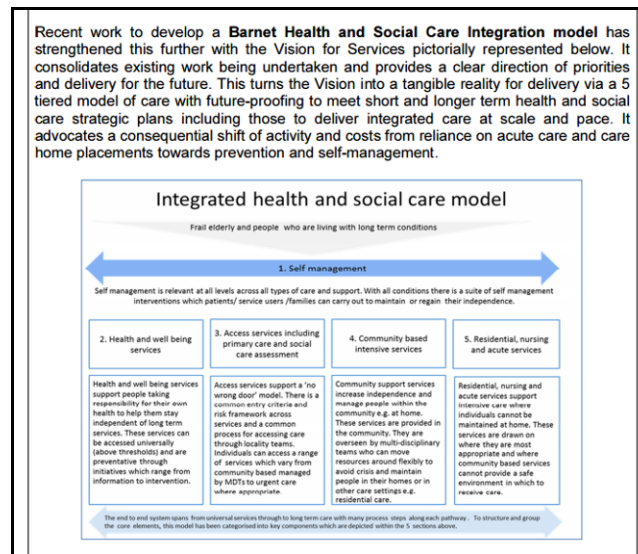 Recent work to develop a Barnet Health and Social Care Integration model has
strengthened this further with the Vision for Services pictorially represented below. It
consolidates existing work being undertaken and provides a clear direction of priorities
and delivery for the future. This turns the Vision into a tangible reality for delivery via a 5
tiered model of care with future-proofing to meet short and longer term health and social
care strategic plans including those to deliver integrated care at scale and pace. It
advocates a consequential shift of activity and costs from reliance on acute care and care
home placements towards prevention and self-management.
Integrated health and social care model
Frail elderly and people who are living with long term conditions
1. Self management
Self management is relevant at all levels across all types of care and support. With all conditions there is a suite of self management
interventions which patients/ service users /families can carry out to maintain or regain their independence.
2. Health and well being
services
Health and well being services
support people taking
responsibility for their own
health to help them stay
independent of long term
services. These services can
be accessed universally
(above thresholds) and are
preventative through
initiatives which range from
information to intervention.
3. Access services including
primary care and social
care assessment
Access services support a 'no
wrong door' model. There is a
common entry criteria and
risk framework across
services and a common
process for accessing care
through locality teams.
Individuals can access a range
of services which vary from
community based managed
by MDTs to urgent care
where appropriate.
4. Community based
intensive services
Community support services
increase independence and
manage people within the
community e.g. at home.
These services are provided in
the community. They are
overseen by multi-disciplinary
teams who can move
resources around flexibly to
avoid crisis and maintain
people in their homes or in
other care settings e.g.
residential care.
5. Residential, nursing
and acute services
Residential, nursing and
acute services support
intensive care where
individuals cannot be
maintained at home. These
services are drawn on
where they are most
appropriate and where
community based services
cannot provide a safe
environment in which to
receive care.
The end to end system spans from universal services through to long term care with many process steps along each pathway. To structure and group
the core elements, this model has been categorised into key components which are depicted within the 5 sections above.